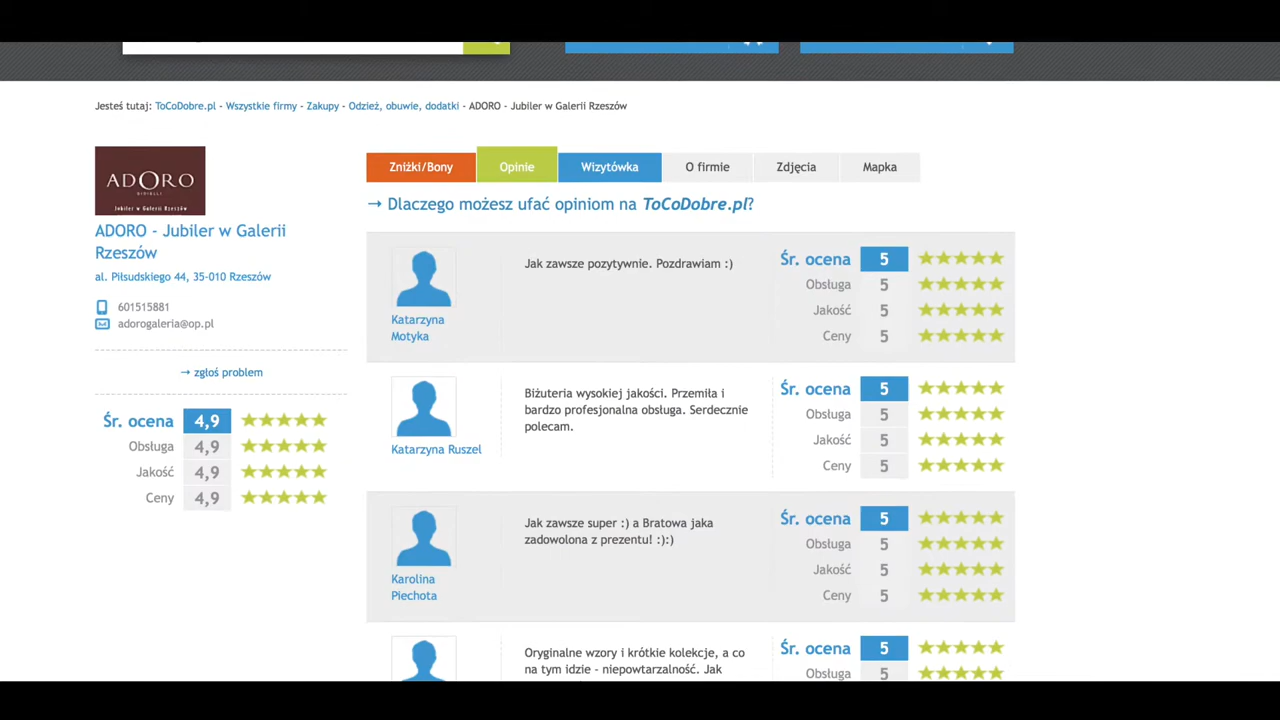 Jesteś tutaj: ToCoDobre.pl - Wszystkie firmy - Zakupy - Odzież, obuwie, dodatki - ADORO - Jubiler w Galerii Rzeszów
ADORO
GIOIELLI
Jubiler w Galerii Rzeszów
ADORO - Jubiler w Galerii
Rzeszów
al. Piłsudskiego 44, 35-010 Rzeszów
601515881
adorogaleria@op.pl
→ zgłoś problem
Śr. ocena 4,9
Obsługa 4,9
Jakość 4,9
Ceny 4,9
Zniżki/Bony Opinie Wizytówka O firmie Zdjęcia Mapka
→ Dlaczego możesz ufać opiniom na ToCoDobre.pl?
Katarzyna
Motyka
Jak zawsze pozytywnie. Pozdrawiam :)
Śr. ocena 5
Obsługa 5
Jakość 5
Ceny 5
Katarzyna Ruszel
Biżuteria wysokiej jakości. Przemiła i
bardzo profesjonalna obsługa. Serdecznie
polecam.
Śr. ocena 5
Obsługa 5
Jakość 5
Ceny 5
Karolina
Piechota
Jak zawsze super :) a Bratowa jaka
zadowolona z prezentu! :):)
Śr. ocena 5
Obsługa 5
Jakość 5
Ceny 5
Oryginalne wzory i krótkie kolekcje, a co
na tym idzie - niepowtarzalność. Jak
Śr. ocena 5
Obsługa 5